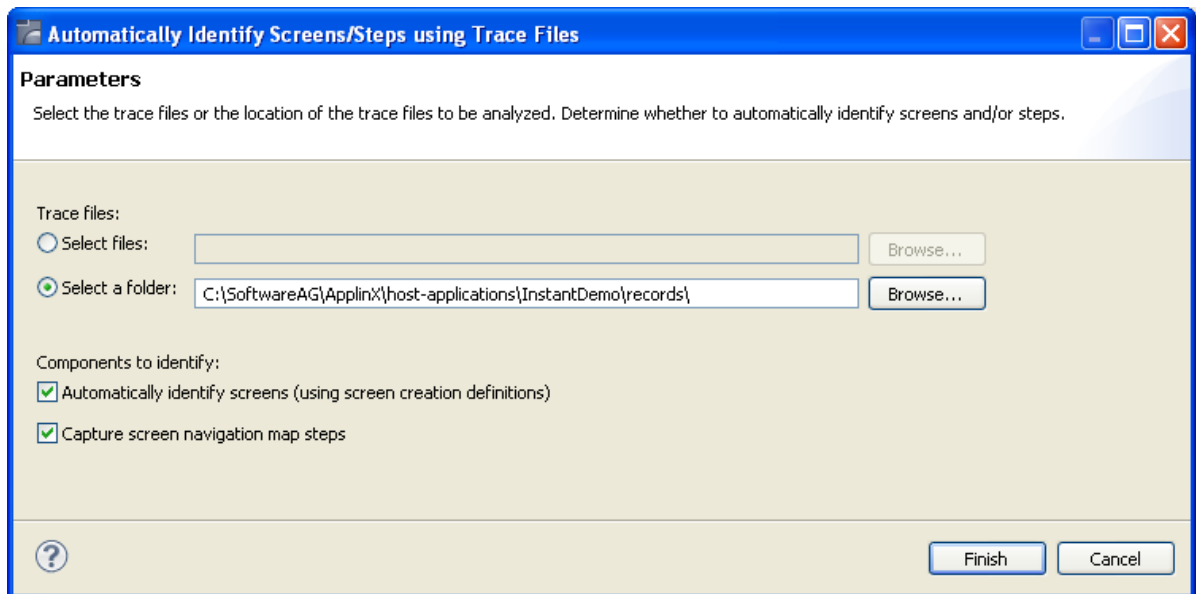 Automatically Identify Screens/Steps using Trace Files
Parameters
Select the trace files or the location of the trace files to be analyzed. Determine whether to automatically identify screens and/or steps.
Trace files:
Select files: Browse...
Select a folder: C:\SoftwareAG\ApplinX\host-applications\InstantDemo\records\ Browse...
Components to identify:
Automatically identify screens (using screen creation definitions)
Capture screen navigation map steps
? Finish Cancel